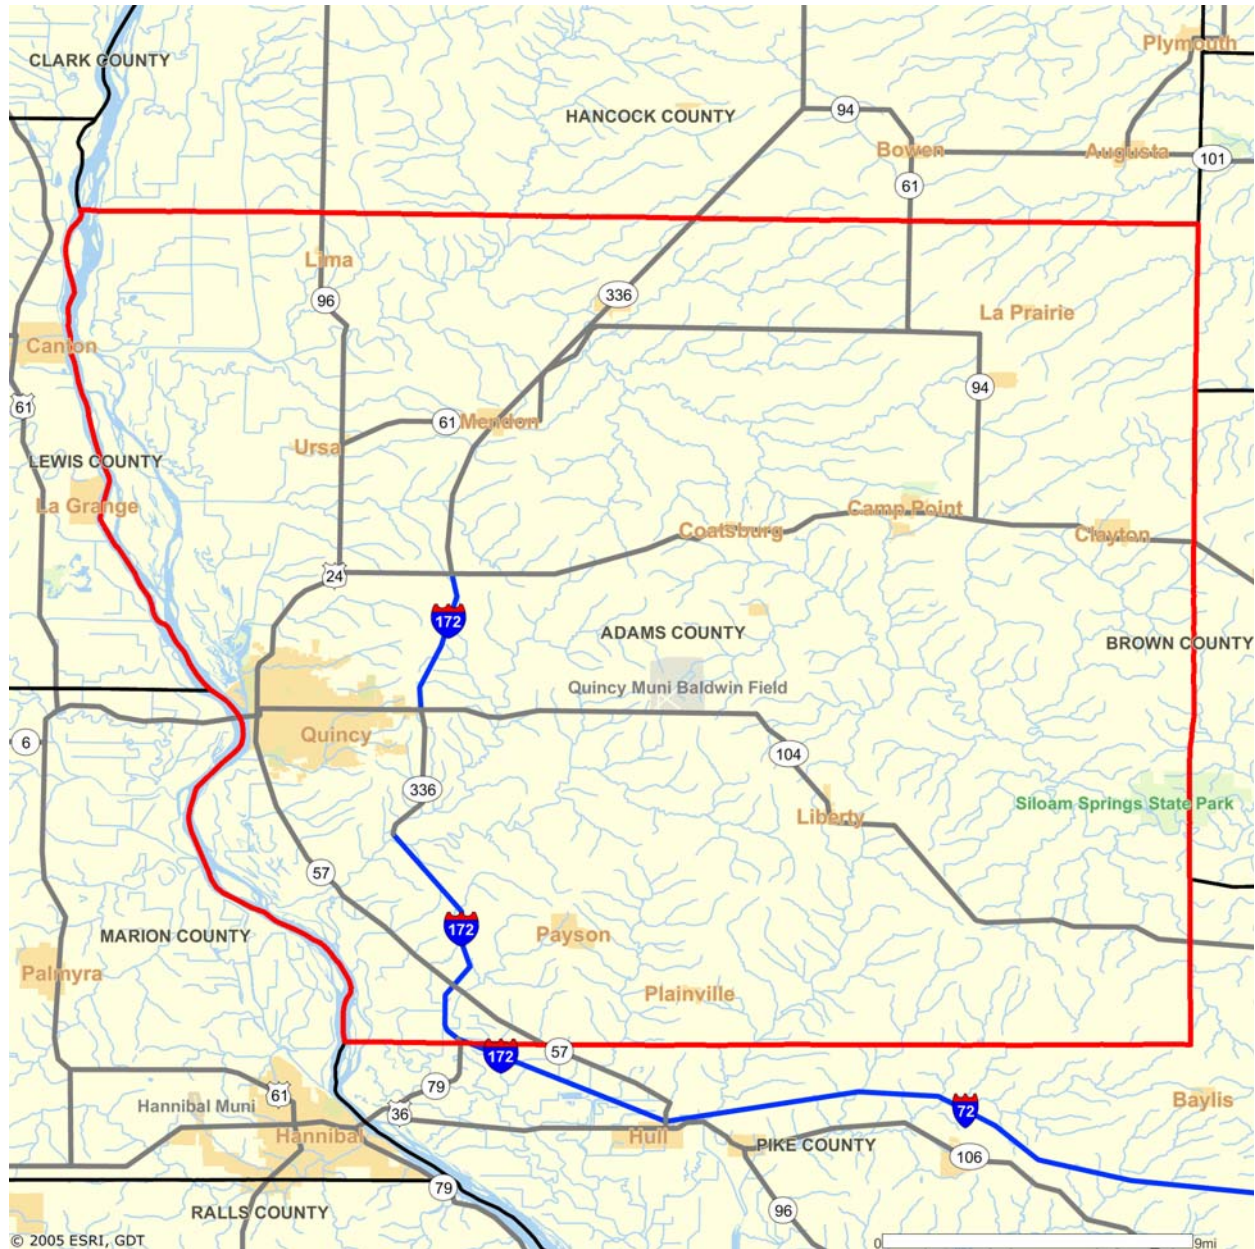 Plymouth
CLARK COUNTY
HANCOCK COUNTY
94
Bowen
Augusta
101
61
Lima
96
336
La Prairie
Canton
94
61
61
Mendon
Ursa
LEWIS COUNTY
La Grange
Camp Point
Coatsburg
Clayton
24
172
ADAMS COUNTY
BROWN COUNTY
Quincy Muni Baldwin Field
Quincy
6
104
336
Siloam Springs State Park
Liberty
57
172
MARION COUNTY
Payson
Palmyra
Plainville
57
172
79
61
Hannibal Muni
36
72
Baylis
Hannibal
Hull
PIKE COUNTY
106
79
96
RALLS COUNTY
© 2005 ESRI, GDT
0
9mi